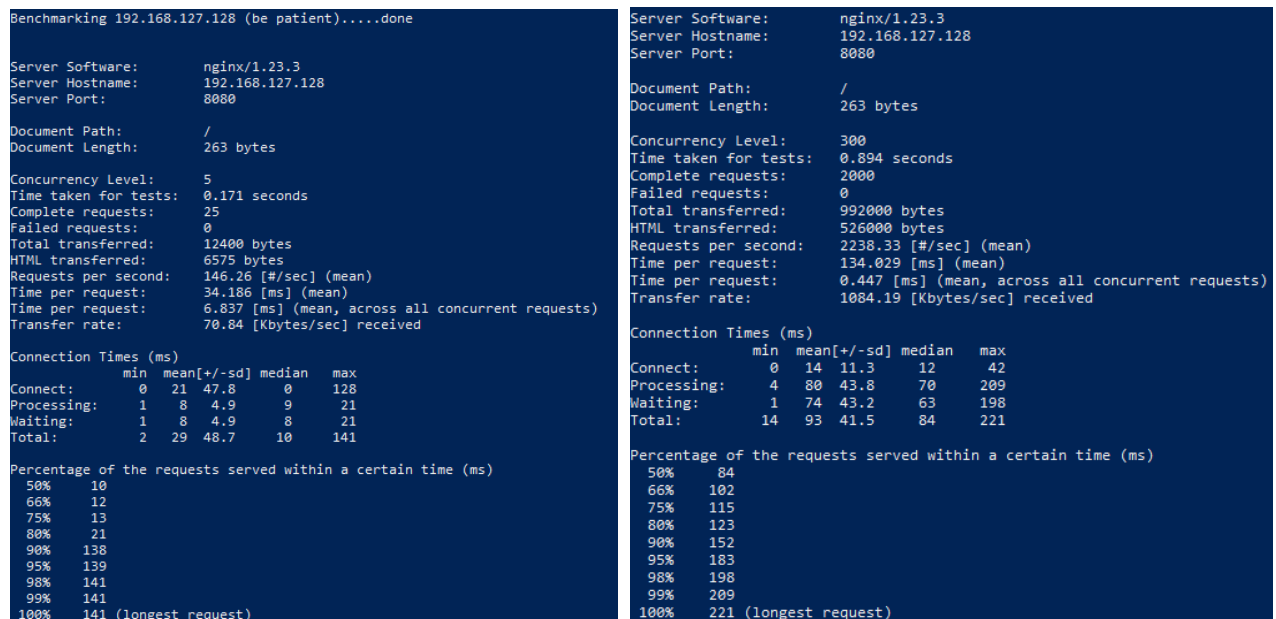 Benchmarking 192.168.127.128 (be patient).....done
Server Software:        nginx/1.23.3
Server Hostname:        192.168.127.128
Server Port:            8080
Document Path:          /
Document Length:        263 bytes
Concurrency Level:      5
Time taken for tests:   0.171 seconds
Complete requests:      25
Failed requests:        0
Total transferred:      12400 bytes
HTML transferred:       6575 bytes
Requests per second:    146.26 [#/sec] (mean)
Time per request:       34.186 [ms] (mean)
Time per request:       6.837 [ms] (mean, across all concurrent requests)
Transfer rate:          70.84 [Kbytes/sec] received
Connection Times (ms)
              min  mean[+/-sd] median   max
Connect:        0   21  47.8      0     128
Processing:     1    8   4.9      9      21
Waiting:        1    8   4.9      8      21
Total:          2   29  48.7     10     141
Percentage of the requests served within a certain time (ms)
  50%     10
  66%     12
  75%     13
  80%     21
  90%    138
  95%    139
  98%    141
  99%    141
 100%    141 (longest request)
Server Software:        nginx/1.23.3
Server Hostname:        192.168.127.128
Server Port:            8080
Document Path:          /
Document Length:        263 bytes
Concurrency Level:      300
Time taken for tests:   0.894 seconds
Complete requests:      2000
Failed requests:        0
Total transferred:      992000 bytes
HTML transferred:       526000 bytes
Requests per second:    2238.33 [#/sec] (mean)
Time per request:       134.029 [ms] (mean)
Time per request:       0.447 [ms] (mean, across all concurrent requests)
Transfer rate:          1084.19 [Kbytes/sec] received
Connection Times (ms)
              min  mean[+/-sd] median   max
Connect:        0   14  11.3     12      42
Processing:     4   80  43.8     70     209
Waiting:        1   74  43.2     63     198
Total:         14   93  41.5     84     221
Percentage of the requests served within a certain time (ms)
  50%     84
  66%    102
  75%    115
  80%    123
  90%    152
  95%    183
  98%    198
  99%    209
 100%    221 (longest request)